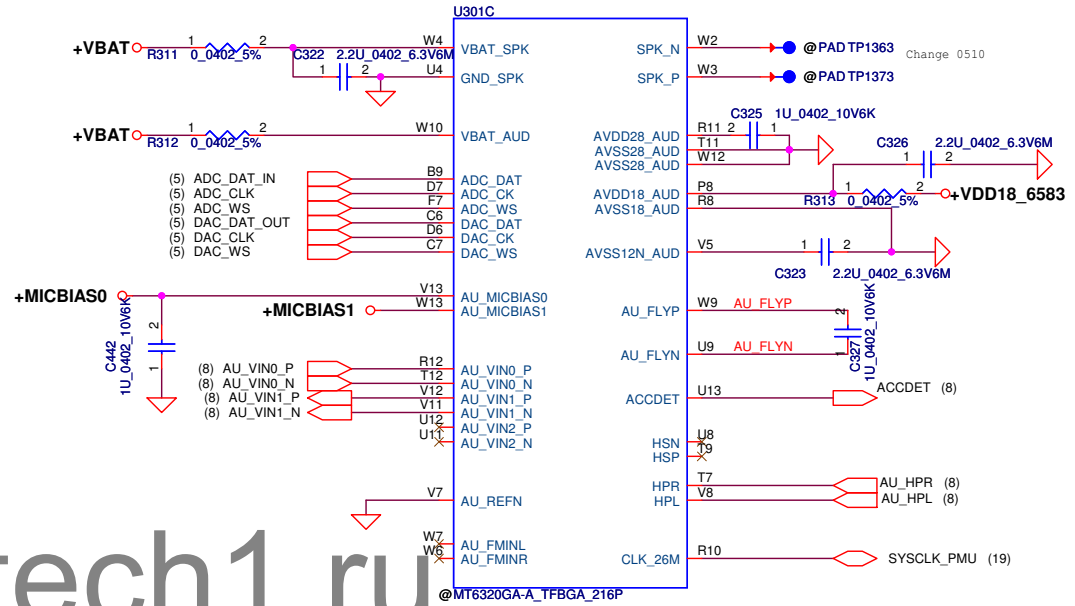 U301C
+VBAT 1 2 W4 VBAT_SPK SPK_N W2 @ PAD TP1363 Change 0510
R311 0_0402_5% C322 2.2U_0402_6.3V6M
1 2 U4 GND_SPK SPK_P W3 @ PAD TP1373
C325 1U_0402_10V6K
+VBAT 1 2 W10 VBAT_AUD AVDD28_AUD R11 2 1
R312 0_0402_5%
AVSS28_AUD T11
AVSS28_AUD W12
C326 2.2U_0402_6.3V6M
1 2
(5) ADC_DAT_IN B9 ADC_DAT
(5) ADC_CLK D7 ADC_CK
(5) ADC_WS F7 ADC_WS
(5) DAC_DAT_OUT C6 DAC_DAT
(5) DAC_CLK D6 DAC_CK
(5) DAC_WS C7 DAC_WS
AVDD18_AUD P8 1 2 +VDD18_6583
AVSS18_AUD R8 R313 0_0402_5%
AVSS12N_AUD V5 1 2
C323 2.2U_0402_6.3V6M
+MICBIAS0 V13 AU_MICBIAS0
+MICBIAS1 W13 AU_MICBIAS1
C442 1U_0402_10V6K
2
1
AU_FLYP W9 AU_FLYP
AU_FLYN U9 AU_FLYN
2
1
C327 1U_0402_10V6K
(8) AU_VIN0_P R12 AU_VIN0_P
(8) AU_VIN0_N T12 AU_VIN0_N
(8) AU_VIN1_P V12 AU_VIN1_P
(8) AU_VIN1_N V11 AU_VIN1_N
U12 AU_VIN2_P
U11 AU_VIN2_N
ACCDET U13 ACCDET (8)
HSN U8
HSP T9
HPR T7 AU_HPR (8)
HPL V8 AU_HPL (8)
V7 AU_REFN
W7 AU_FMINL
W6 AU_FMINR
CLK_26M R10 SYSCLK_PMU (19)
@MT6320GA-A_TFBGA_216P
tech1.ru